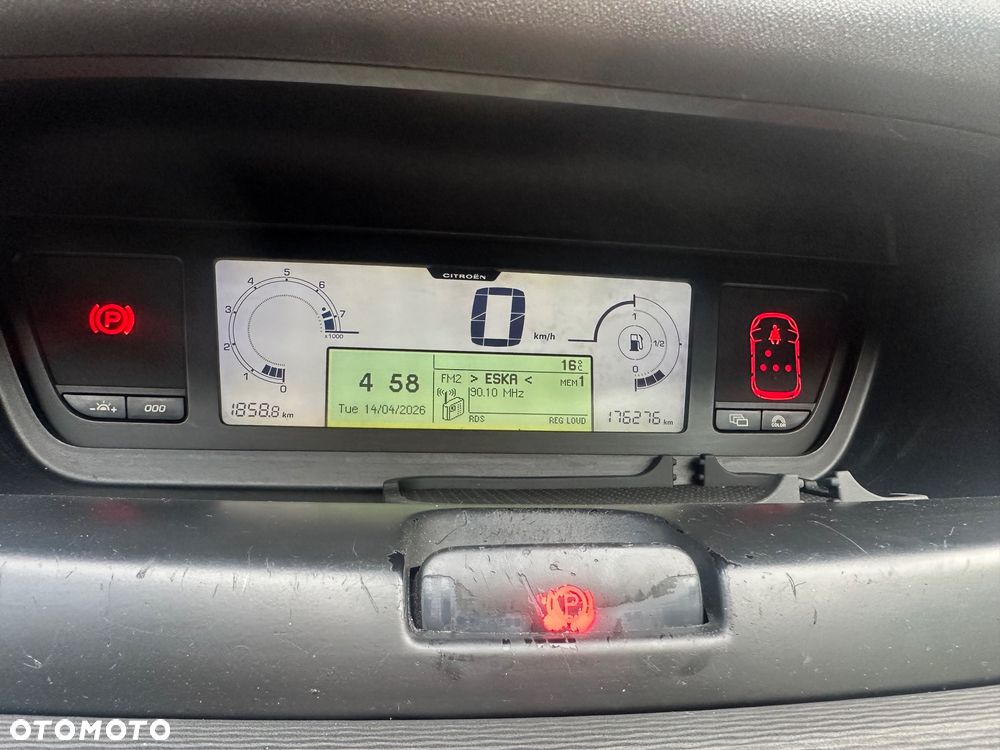 CITROËN
5
4
6
3
7
x1000
2
1
0
1858.8 km
0 km/h
1
1/2
0
16°C
4 58
FM2
> ESKA <
MEM1
90.10 MHz
Tue 14/04/2026
RDS
REG LOUD
176276 km
P
000
COLOR
P
OTOMOTO